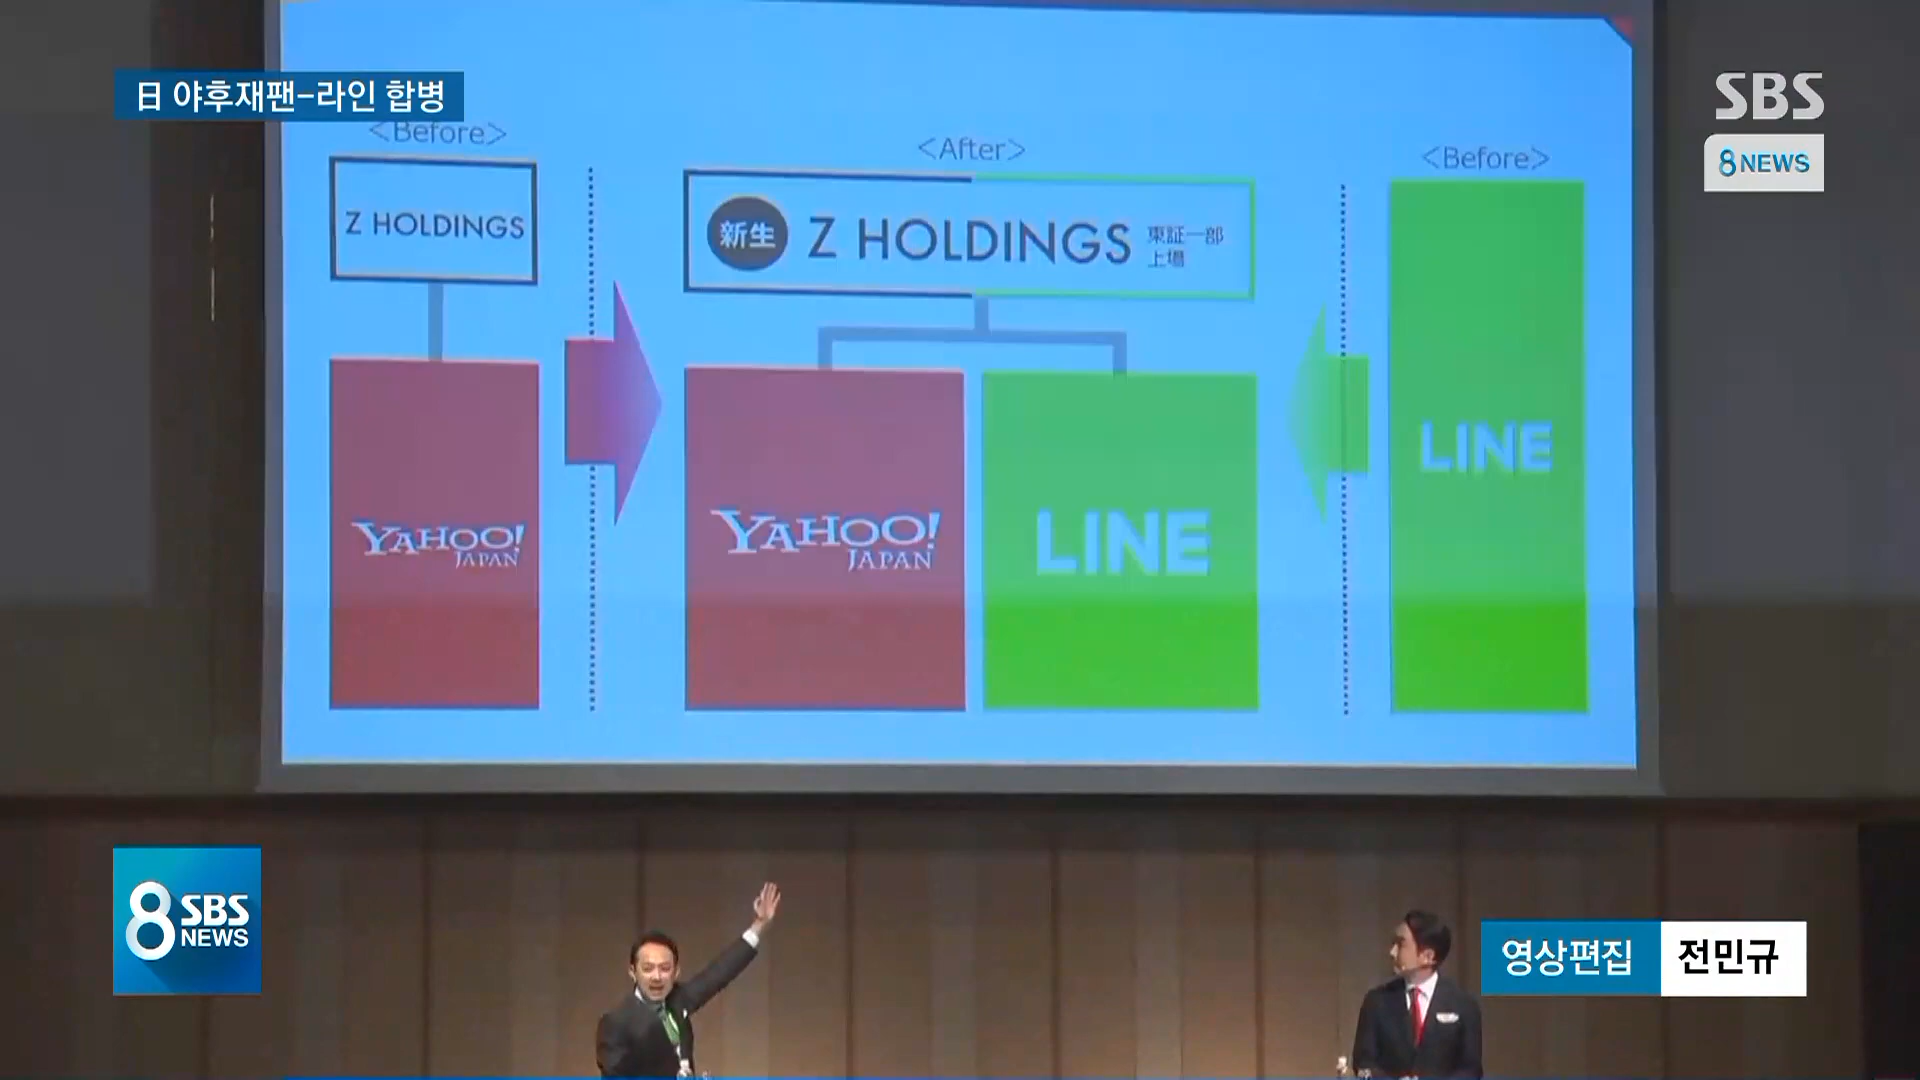 日 야후재팬-라인 합병
SBS
8 NEWS
<Before>
Z HOLDINGS
YAHOO!
JAPAN
<After>
新生
Z HOLDINGS
東証一部
上場
YAHOO!
JAPAN
LINE
<Before>
LINE
8 SBS
NEWS
영상편집 전민규